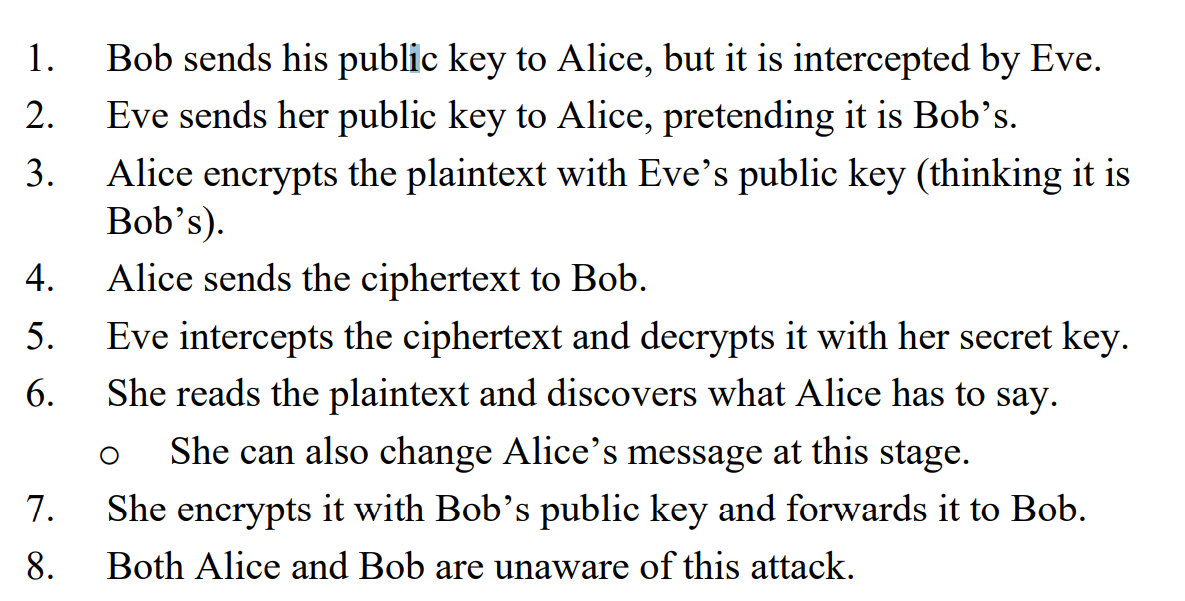 1. Bob sends his public key to Alice, but it is intercepted by Eve.
2. Eve sends her public key to Alice, pretending it is Bob’s.
3. Alice encrypts the plaintext with Eve’s public key (thinking it is
Bob’s).
4. Alice sends the ciphertext to Bob.
5. Eve intercepts the ciphertext and decrypts it with her secret key.
6. She reads the plaintext and discovers what Alice has to say.
o She can also change Alice’s message at this stage.
7. She encrypts it with Bob’s public key and forwards it to Bob.
8. Both Alice and Bob are unaware of this attack.